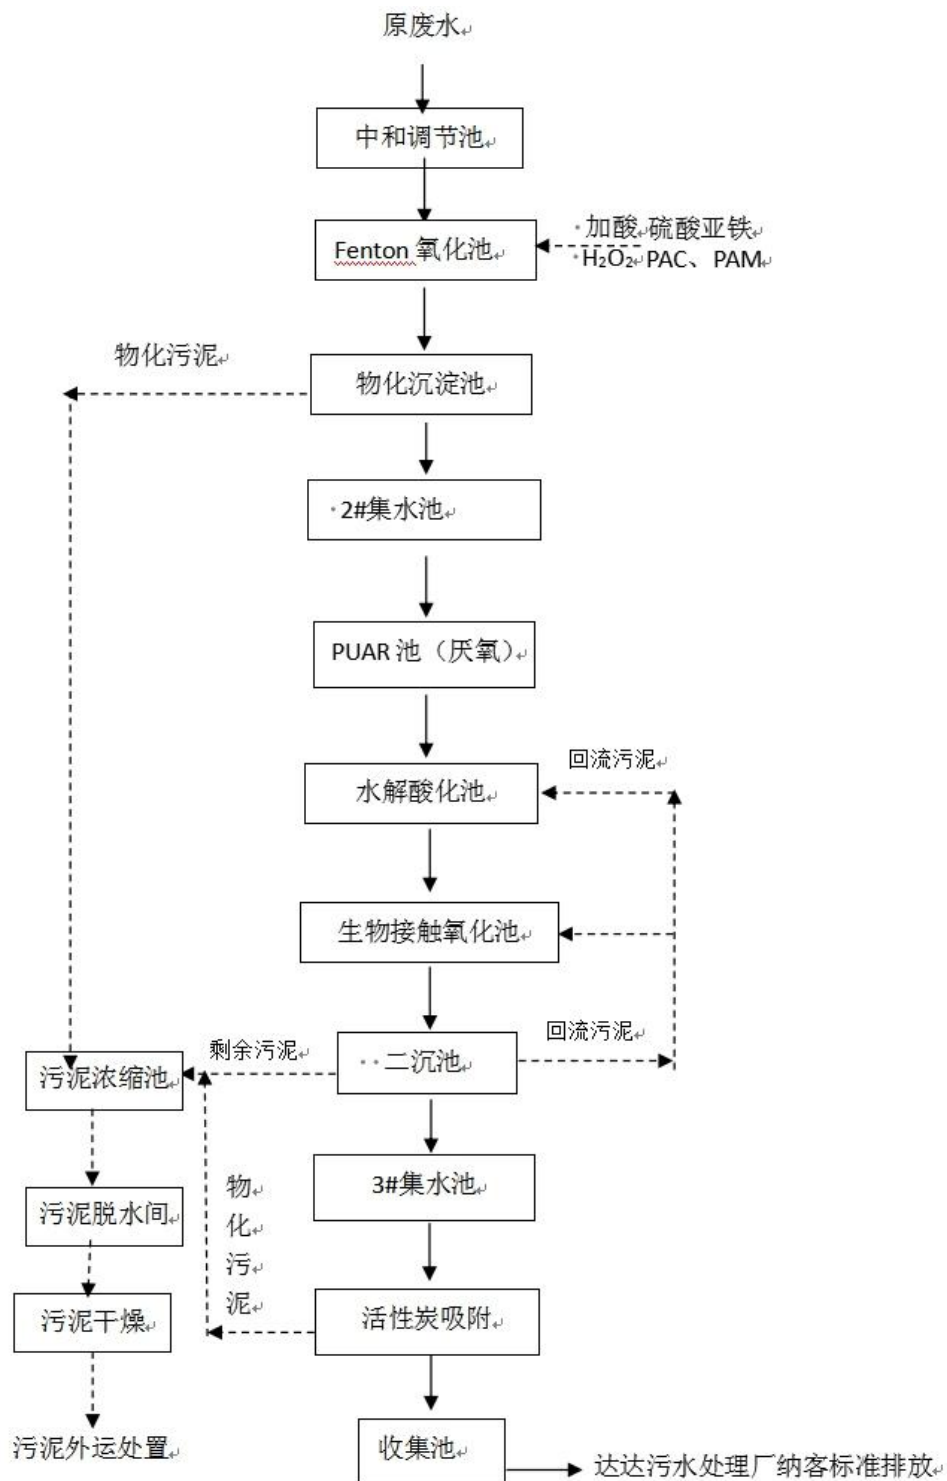 原废水
中和调节池
Fenton 氧化池
加酸 硫酸亚铁
H₂O₂ PAC、PAM
物化污泥
物化沉淀池
2#集水池
PUAR 池（厌氧）
回流污泥
水解酸化池
生物接触氧化池
回流污泥
剩余污泥
二沉池
污泥浓缩池
3#集水池
物
化
污
泥
污泥脱水间
活性炭吸附
污泥干燥
收集池
污泥外运处置
达达污水处理厂纳客标准排放